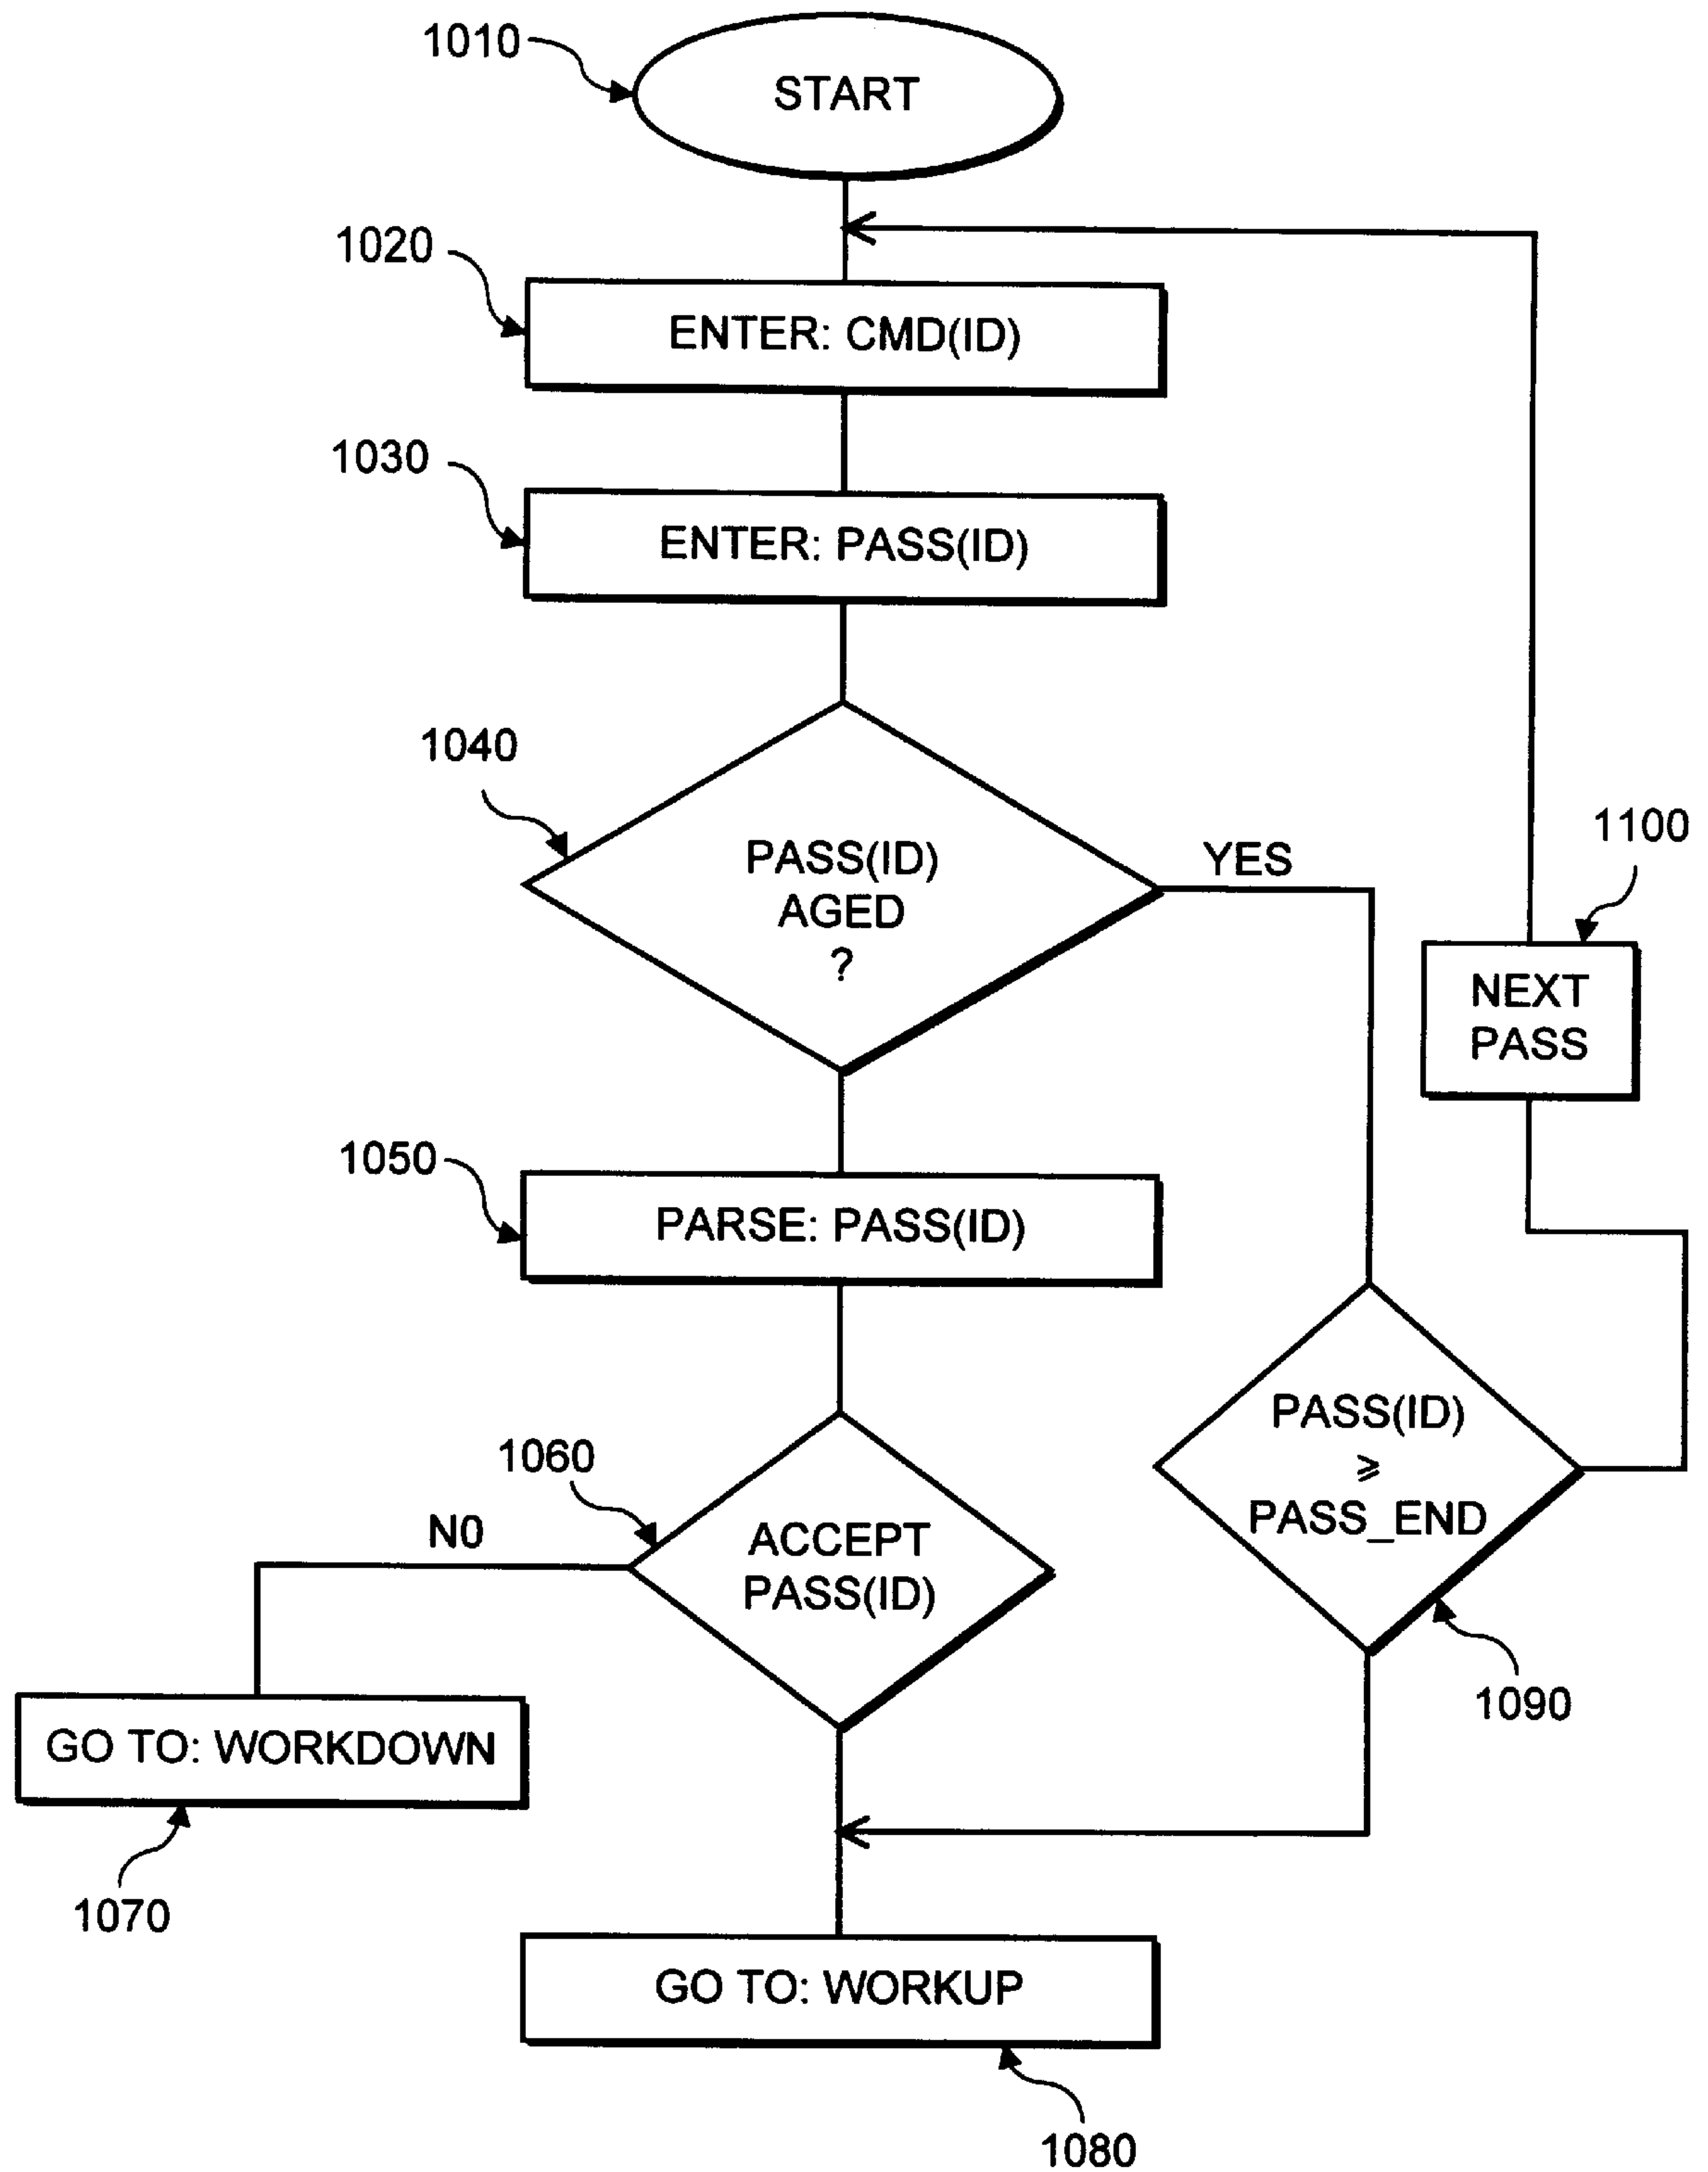 1010
START
1020
ENTER: CMD(ID)
1030
ENTER: PASS(ID)
1040
PASS(ID)
AGED
?
YES
1100
NEXT
PASS
1050
PARSE: PASS(ID)
PASS(ID)
⩾
PASS_END
1060
ACCEPT
PASS(ID)
N0
1090
GO TO: WORKDOWN
1070
GO TO: WORKUP
1080